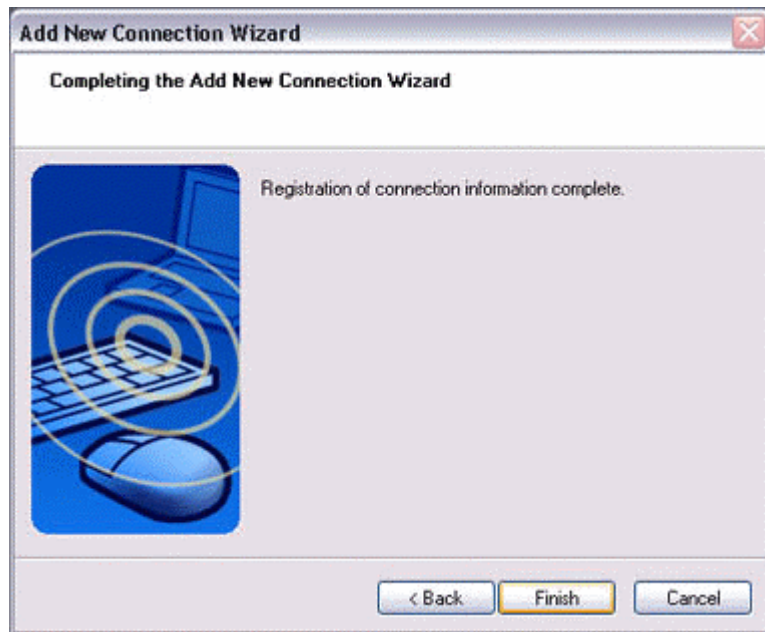 Add New Connection Wizard
Completing the Add New Connection Wizard
Registration of connection information complete.
< Back Finish Cancel